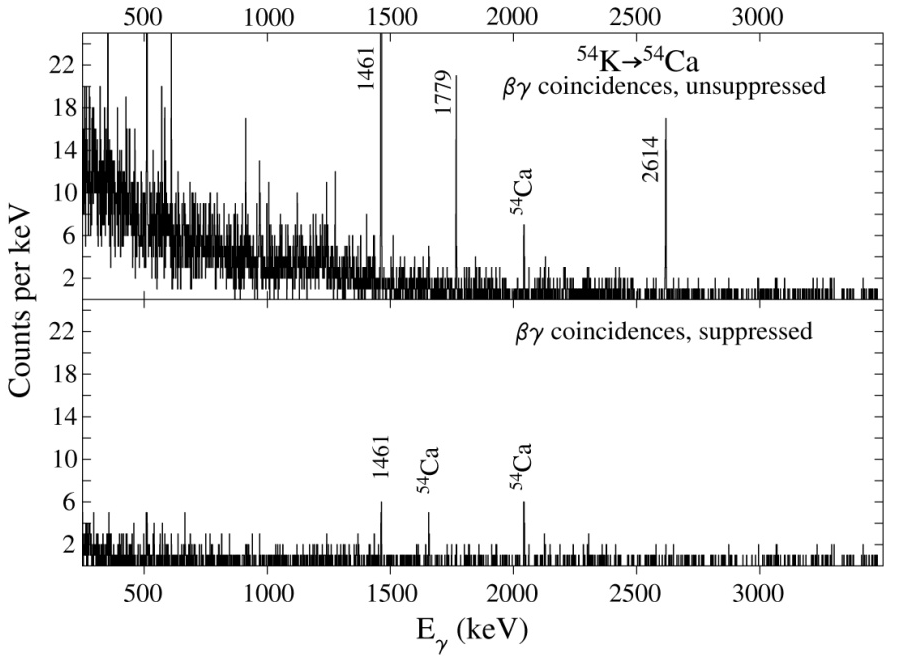 500 1000 1500 2000 2500 3000
⁵⁴K→⁵⁴Ca
βγ coincidences, unsuppressed
22
18
14
10
6
2
1461
1779
⁵⁴Ca
2614
Counts per keV
βγ coincidences, suppressed
22
18
14
10
6
2
1461
⁵⁴Ca
⁵⁴Ca
500 1000 1500 2000 2500 3000
Eγ (keV)